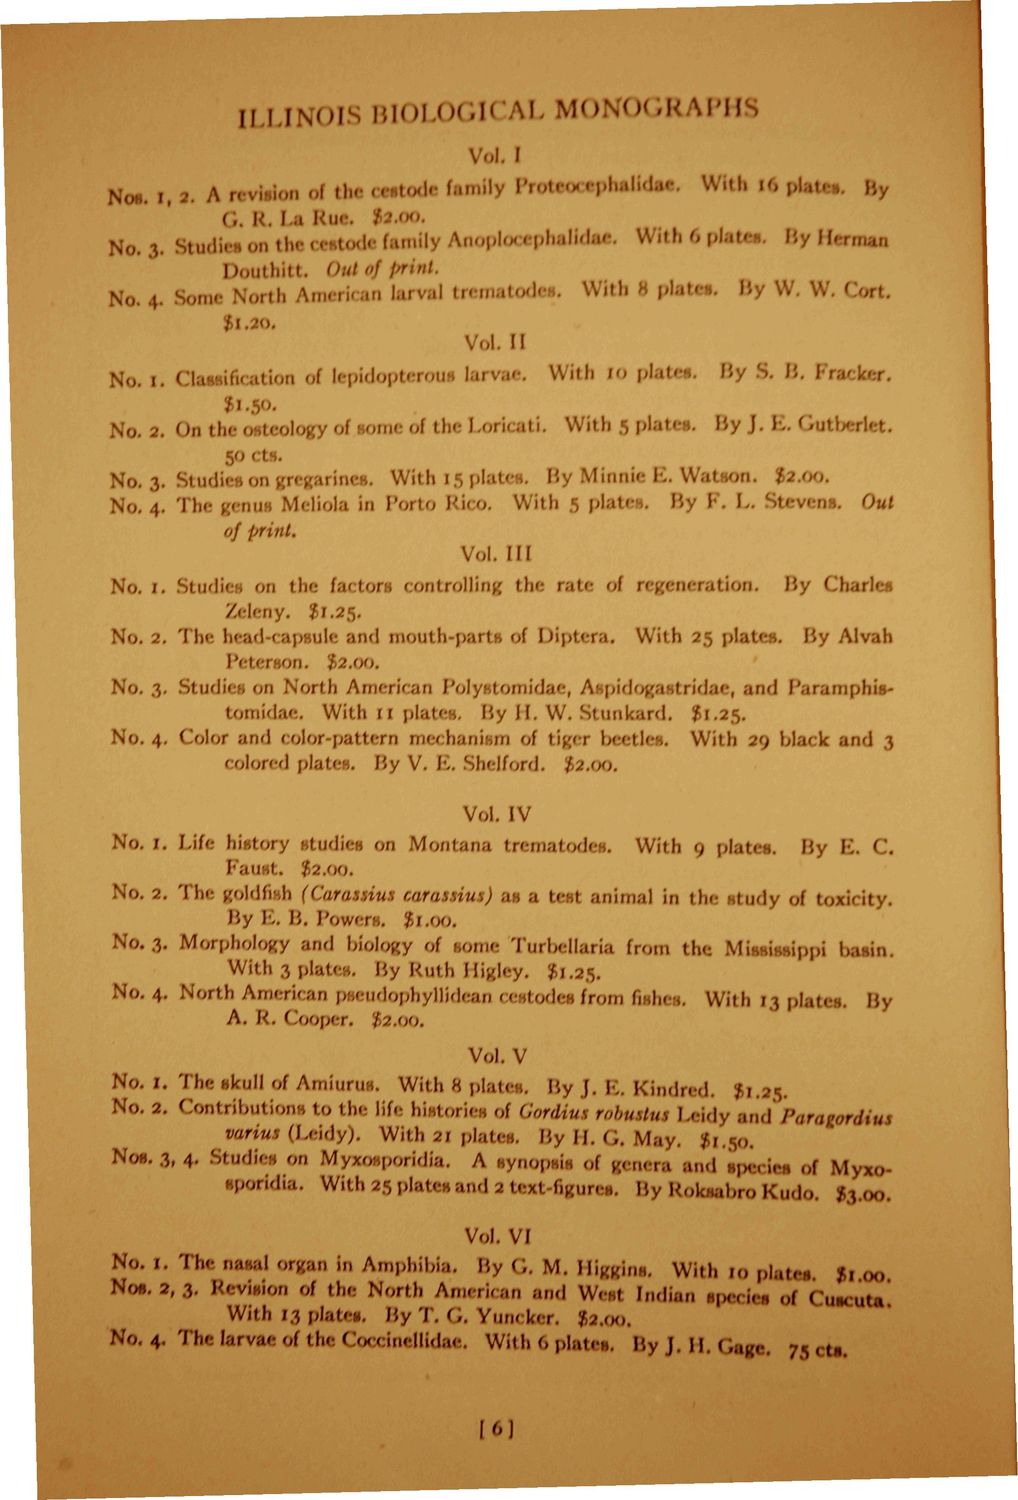 ILLINOIS BIOLOGICAL MONOGRAPHS
Vol. I
Nos. 1, 2. A revision of the cestode family Proteocephalidae. With 16 plates. By
G. R. La Rue. $2.00.
No. 3. Studies on the cestode family Anoplocephalidae. With 6 plates. By Herman
Douthitt. Out of print.
No. 4. Some North American larval trematodes. With 8 plates. By W. W. Cort.
$1.20.
Vol. II
No. 1. Classification of lepidopterous larvae. With 10 plates. By S. B. Fracker.
$1.50.
No. 2. On the osteology of some of the Loricati. With 5 plates. By J. E. Gutberlet.
50 cts.
No. 3. Studies on gregarines. With 15 plates. By Minnie E. Watson. $2.00.
No. 4. The genus Meliola in Porto Rico. With 5 plates. By F. L. Stevens. Out
of print.
Vol. III
No. 1. Studies on the factors controlling the rate of regeneration. By Charles
Zeleny. $1.25.
No. 2. The head-capsule and mouth-parts of Diptera. With 25 plates. By Alvah
Peterson. $2.00.
No. 3. Studies on North American Polystomidae, Aspidogastridae, and Paramphis-
tomidae. With 11 plates. By H. W. Stunkard. $1.25.
No. 4. Color and color-pattern mechanism of tiger beetles. With 29 black and 3
colored plates. By V. E. Shelford. $2.00.
Vol. IV
No. 1. Life history studies on Montana trematodes. With 9 plates. By E. C.
Faust. $2.00.
No. 2. The goldfish (Carassius carassius) as a test animal in the study of toxicity.
By E. B. Powers. $1.00.
No. 3. Morphology and biology of some Turbellaria from the Mississippi basin.
With 3 plates. By Ruth Higley. $1.25.
No. 4. North American pseudophyllidean cestodes from fishes. With 13 plates. By
A. R. Cooper. $2.00.
Vol. V
No. 1. The skull of Amiurus. With 8 plates. By J. E. Kindred. $1.25.
No. 2. Contributions to the life histories of Gordius robustus Leidy and Paragordius
varius (Leidy). With 21 plates. By H. G. May. $1.50.
Nos. 3, 4. Studies on Myxosporidia. A synopsis of genera and species of Myxo-
sporidia. With 25 plates and 2 text-figures. By Roksabro Kudo. $3.00.
Vol. VI
No. 1. The nasal organ in Amphibia. By G. M. Higgins. With 10 plates. $1.00.
Nos. 2, 3. Revision of the North American and West Indian species of Cuscuta.
With 13 plates. By T. G. Yuncker. $2.00.
No. 4. The larvae of the Coccinellidae. With 6 plates. By J. H. Gage. 75 cts.
[6]